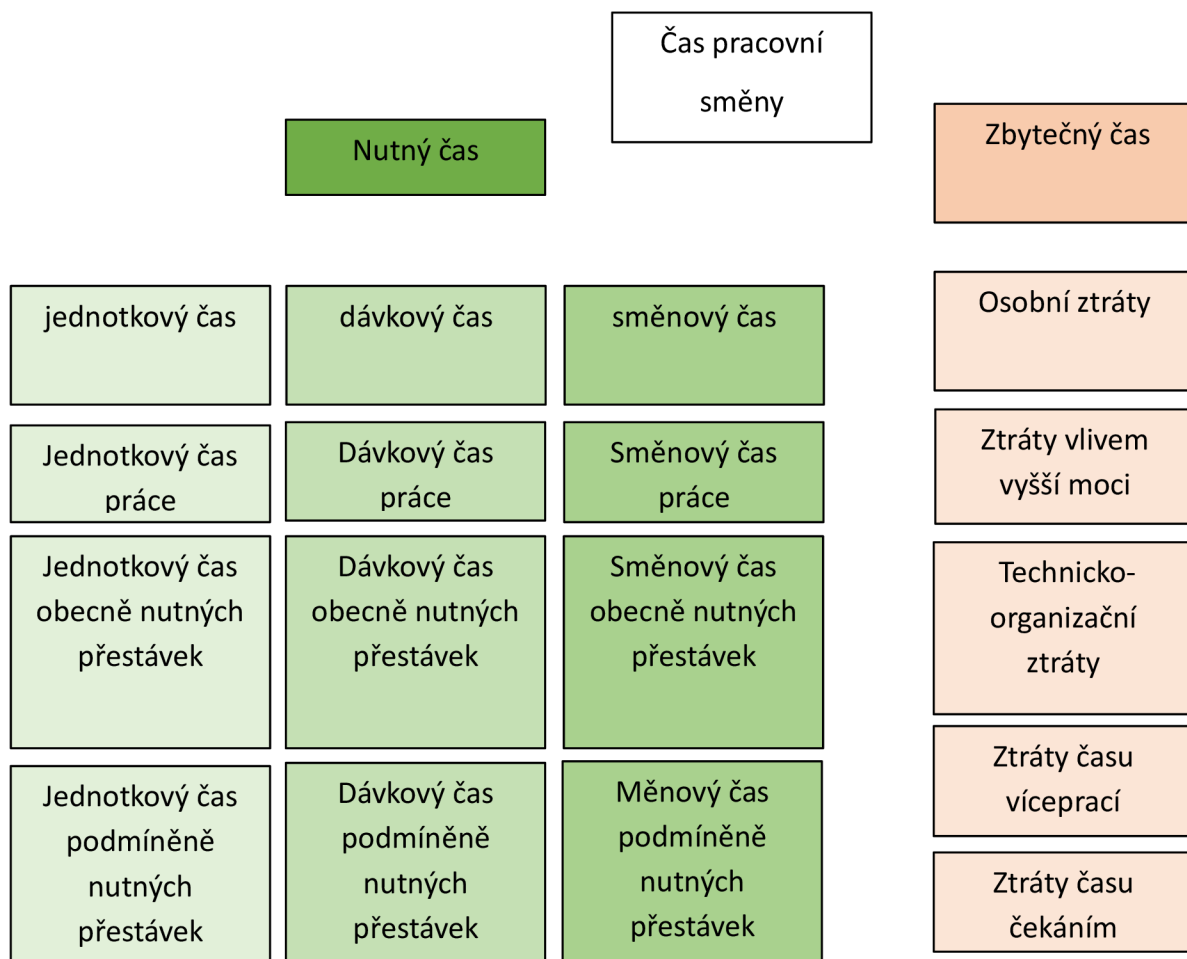 Čas pracovní
směny
Nutný čas
Zbytečný čas
jednotkový čas
dávkový čas
směnový čas
Osobní ztráty
Jednotkový čas
práce
Dávkový čas
práce
Směnový čas
práce
Ztráty vlivem
vyšší moci
Jednotkový čas
obecně nutných
přestávek
Dávkový čas
obecně nutných
přestávek
Směnový čas
obecně nutných
přestávek
Technicko-
organizační
ztráty
Jednotkový čas
podmíněně
nutných
přestávek
Dávkový čas
podmíněně
nutných
přestávek
Měnový čas
podmíněně
nutných
přestávek
Ztráty času
víceprací
Ztráty času
čekáním